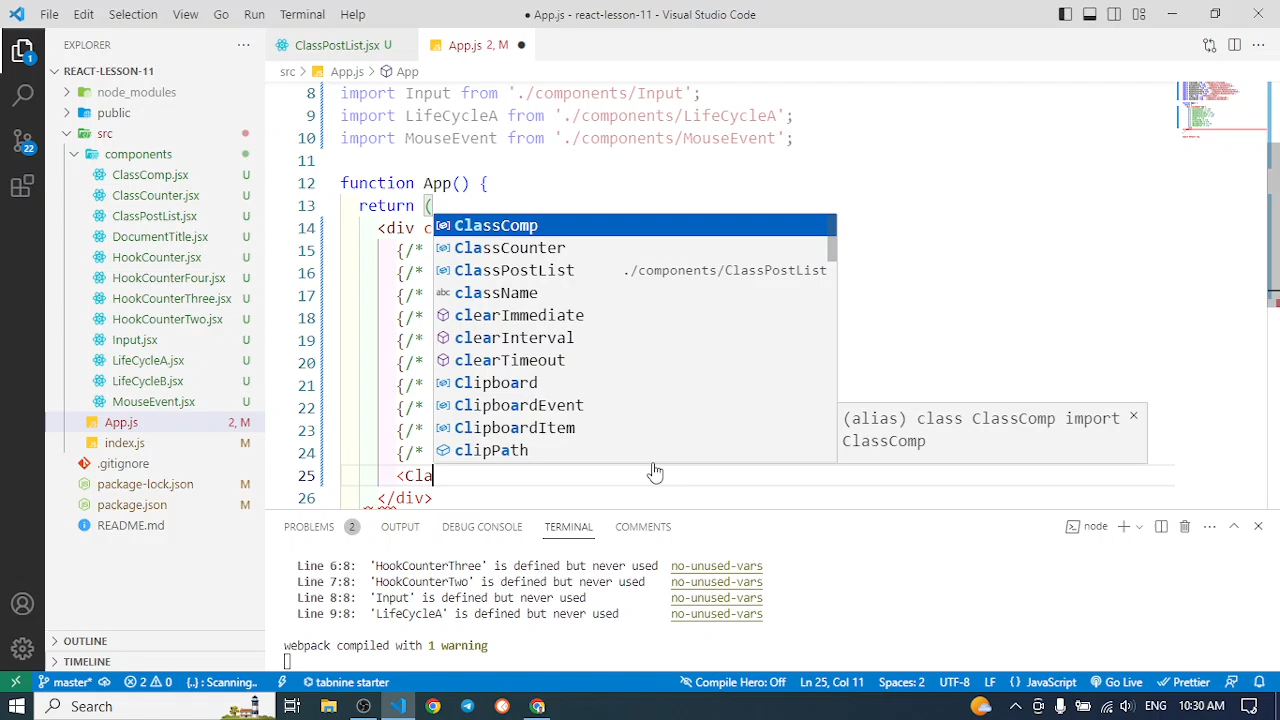 File Edit Selection View Go Run ···
● App.js - react-lesson-11 - Visual Studio Code
EXPLORER ···
REACT-LESSON-11
node_modules
public
src
components
ClassComp.jsx U
ClassCounter.jsx U
ClassPostList.jsx U
DocumentTitle.jsx U
HookCounter.jsx U
HookCounterFour.jsx U
HookCounterThree.jsx U
HookCounterTwo.jsx U
Input.jsx U
LifeCycleA.jsx U
LifeCycleB.jsx U
MouseEvent.jsx U
App.js 2, M
index.js M
.gitignore
package-lock.json M
package.json M
README.md
OUTLINE
TIMELINE
1
22
ClassPostList.jsx U
App.js 2, M ●
src > App.js > App
8 import Input from './components/Input';
9 import LifeCycleA from './components/LifeCycleA';
10 import MouseEvent from './components/MouseEvent';
11
12 function App() {
13 return (
14 <div c
15 {/*
16 {/*
17 {/*
18 {/*
19 {/*
20 {/*
21 {/*
22 {/*
23 {/*
24 {/*
25 <Cla
26 </div>
ClassComp
ClassCounter
ClassPostList ./components/ClassPostList
abc className
clearImmediate
clearInterval
clearTimeout
Clipboard
ClipboardEvent
ClipboardItem
clipPath
(alias) class ClassComp import
ClassComp
PROBLEMS 2 OUTPUT DEBUG CONSOLE TERMINAL COMMENTS
node
Line 6:8: 'HookCounterThree' is defined but never used no-unused-vars
Line 7:8: 'HookCounterTwo' is defined but never used no-unused-vars
Line 8:8: 'Input' is defined but never used no-unused-vars
Line 9:8: 'LifeCycleA' is defined but never used no-unused-vars
webpack compiled with 1 warning
master* 2 0 {..} : Scanning.. tabnine starter Compile Hero: Off Ln 25, Col 11 Spaces: 2 UTF-8 LF {} JavaScript Go Live Prettier
Search ENG 10:30 AM